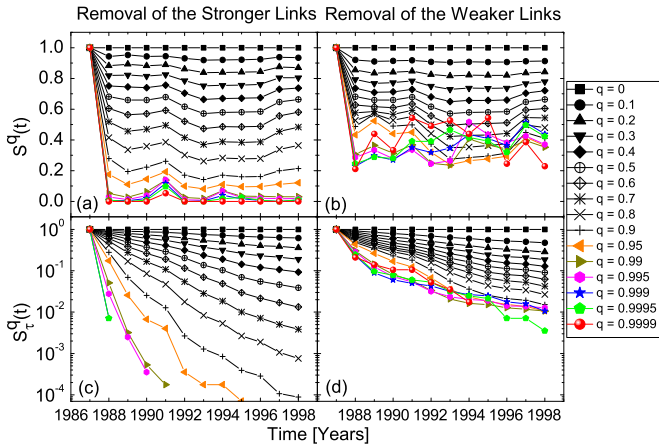 Removal of the Stronger Links
Removal of the Weaker Links
S^q(t)
1.0
0.8
0.6
0.4
0.2
0.0
(a)
(b)
q = 0
q = 0.1
q = 0.2
q = 0.3
q = 0.4
q = 0.5
q = 0.6
q = 0.7
q = 0.8
q = 0.9
q = 0.95
q = 0.99
q = 0.995
q = 0.999
q = 0.9995
q = 0.9999
S^q_τ(t)
10^0
10^-1
10^-2
10^-3
10^-4
(c)
(d)
1986 1988 1990 1992 1994 1996 1998
1988 1990 1992 1994 1996 1998
Time [Years]